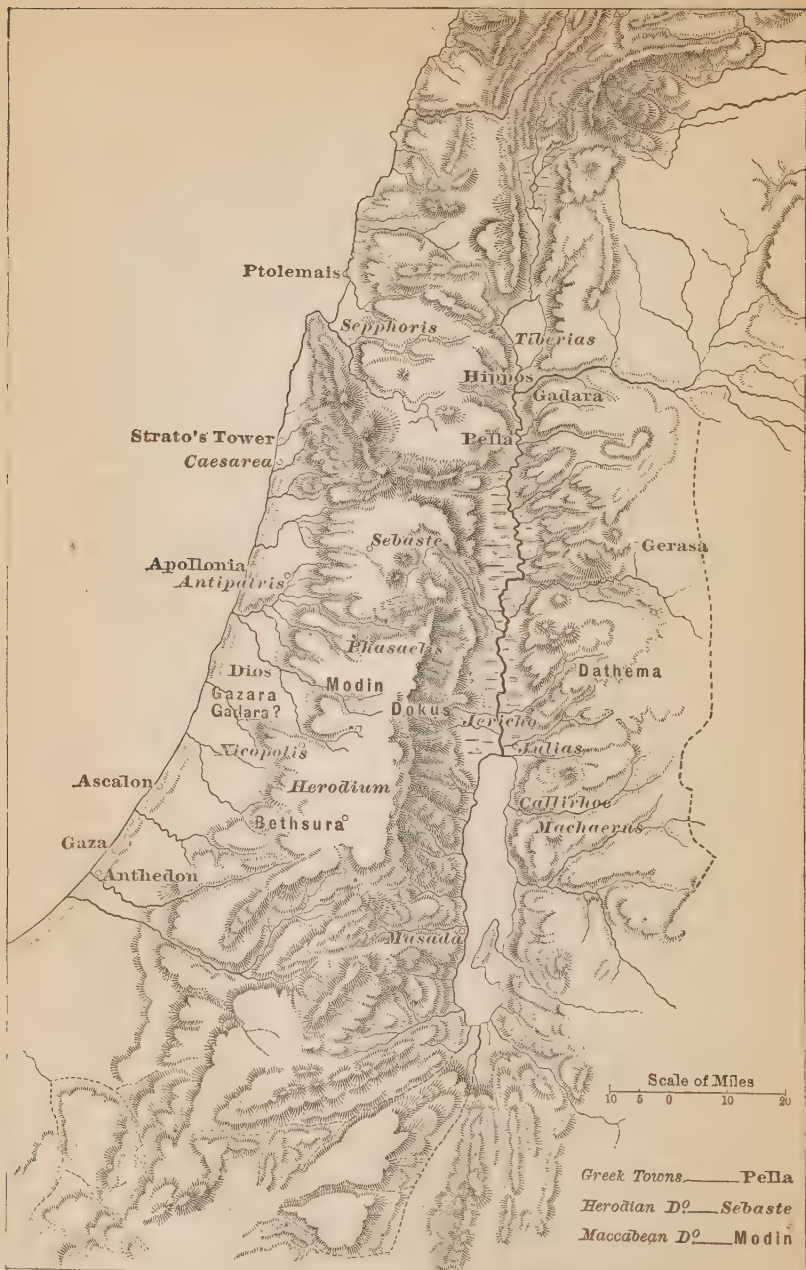 Ptolemais
Sepphoris
Tiberias
Hippos
Gadara
Strato's Tower
Pella
Caesarea
Sebaste
Gerasa
Apollonia
Antipatris
Phasaelis
Dios
Modin
Dathema
Gazara
Gadara?
Dokus
Jericho
Nicopolis
Julias
Ascalon
Herodium
Callirhoe
Bethsura
Machaerus
Gaza
Anthedon
Masada
Scale of Miles
10 5 0 10 20
Greek Towns Pella
Herodian Dº Sebaste
Maccabean Dº Modin